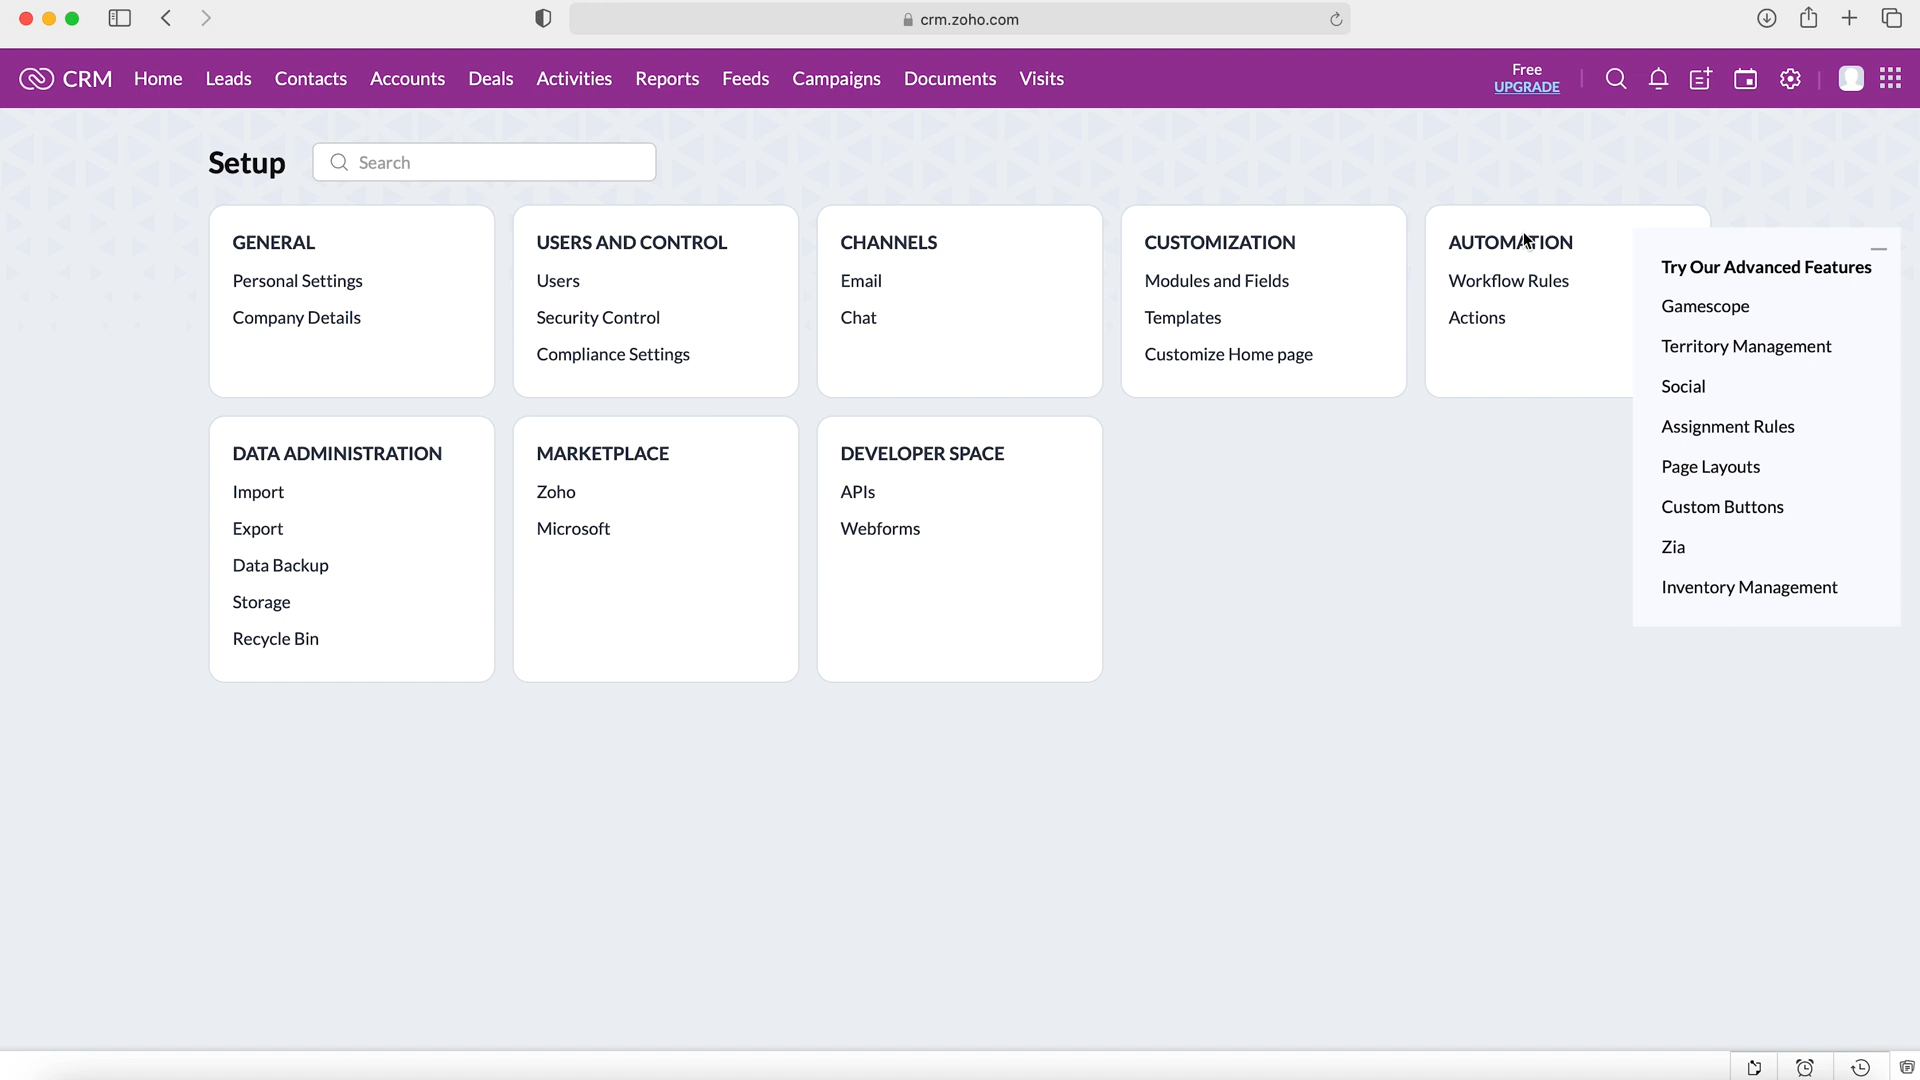 crm.zoho.com
CRM Home Leads Contacts Accounts Deals Activities Reports Feeds Campaigns Documents Visits
Free
UPGRADE
Setup
Search
GENERAL
Personal Settings
Company Details
USERS AND CONTROL
Users
Security Control
Compliance Settings
CHANNELS
Email
Chat
CUSTOMIZATION
Modules and Fields
Templates
Customize Home page
AUTOMATION
Workflow Rules
Actions
Try Our Advanced Features
Gamescope
Territory Management
Social
Assignment Rules
Page Layouts
Custom Buttons
Zia
Inventory Management
DATA ADMINISTRATION
Import
Export
Data Backup
Storage
Recycle Bin
MARKETPLACE
Zoho
Microsoft
DEVELOPER SPACE
APIs
Webforms